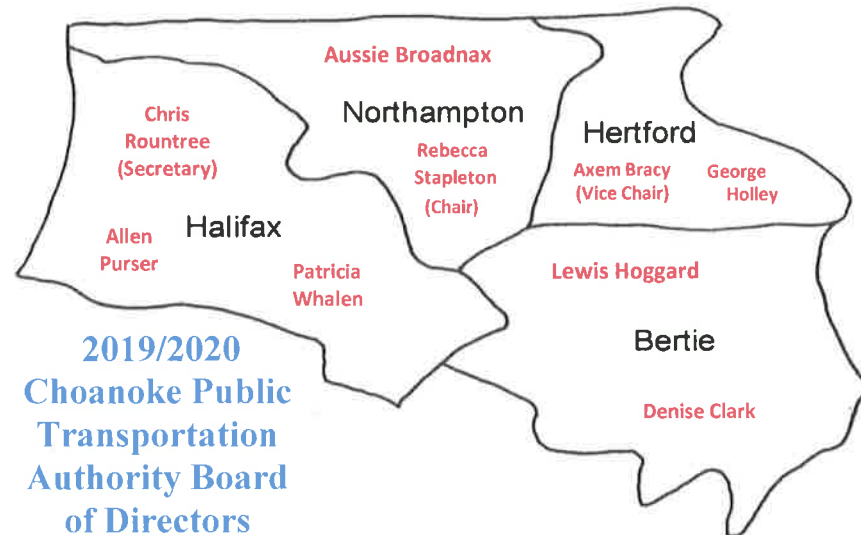 Aussie Broadnax
Northampton
Rebecca
Stapleton
(Chair)
Chris
Rountree
(Secretary)
Halifax
Allen
Purser
Patricia
Whalen
Hertford
Axem Bracy
(Vice Chair)
George
Holley
Lewis Hoggard
Bertie
Denise Clark
2019/2020
Choanoke Public
Transportation
Authority Board
of Directors